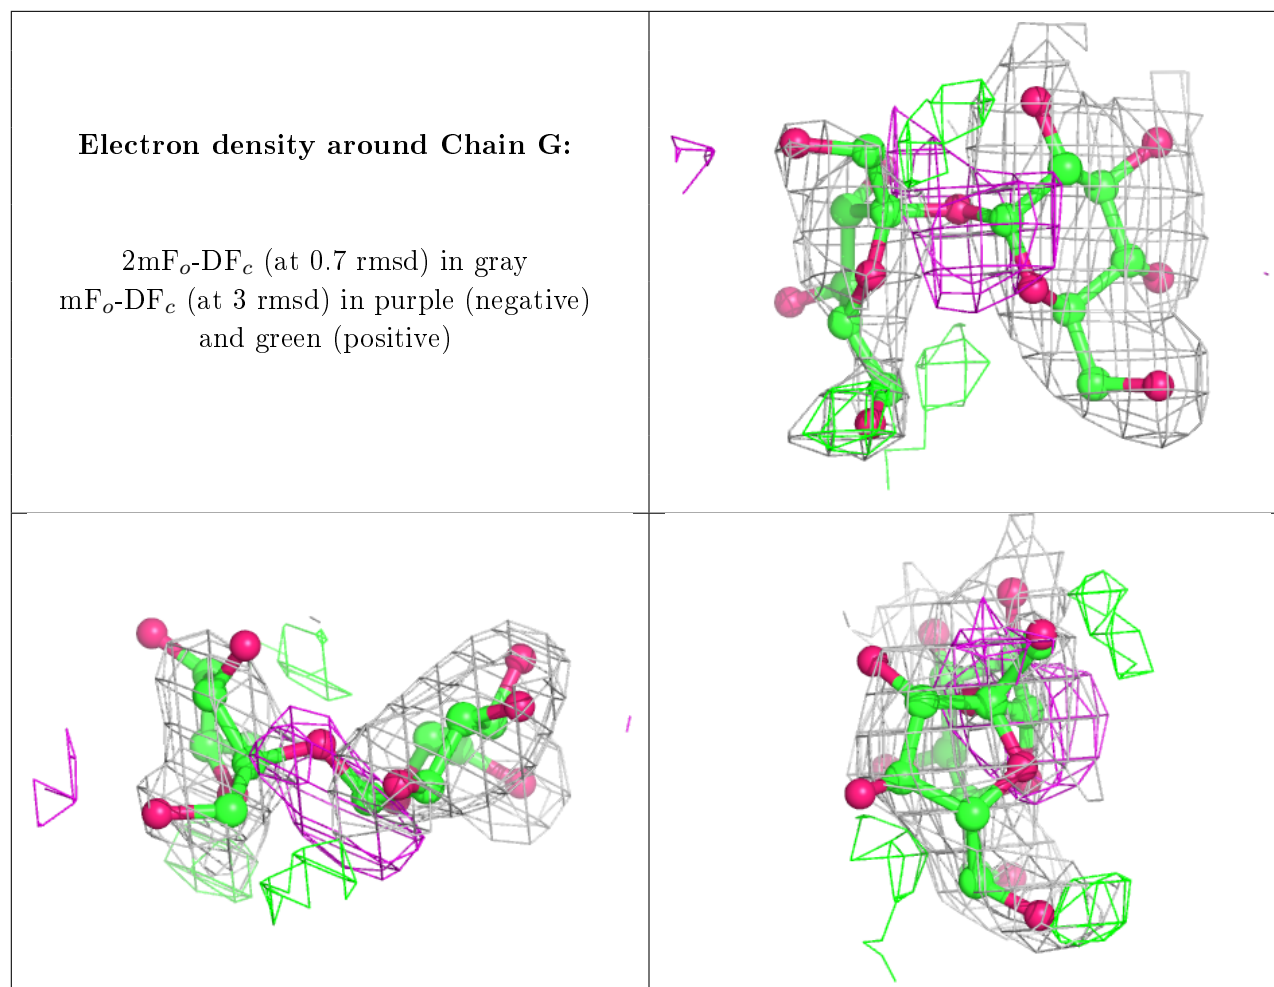 Electron density around Chain G:
2mFₒ-DF𝒸 (at 0.7 rmsd) in gray
mFₒ-DF𝒸 (at 3 rmsd) in purple (negative)
and green (positive)